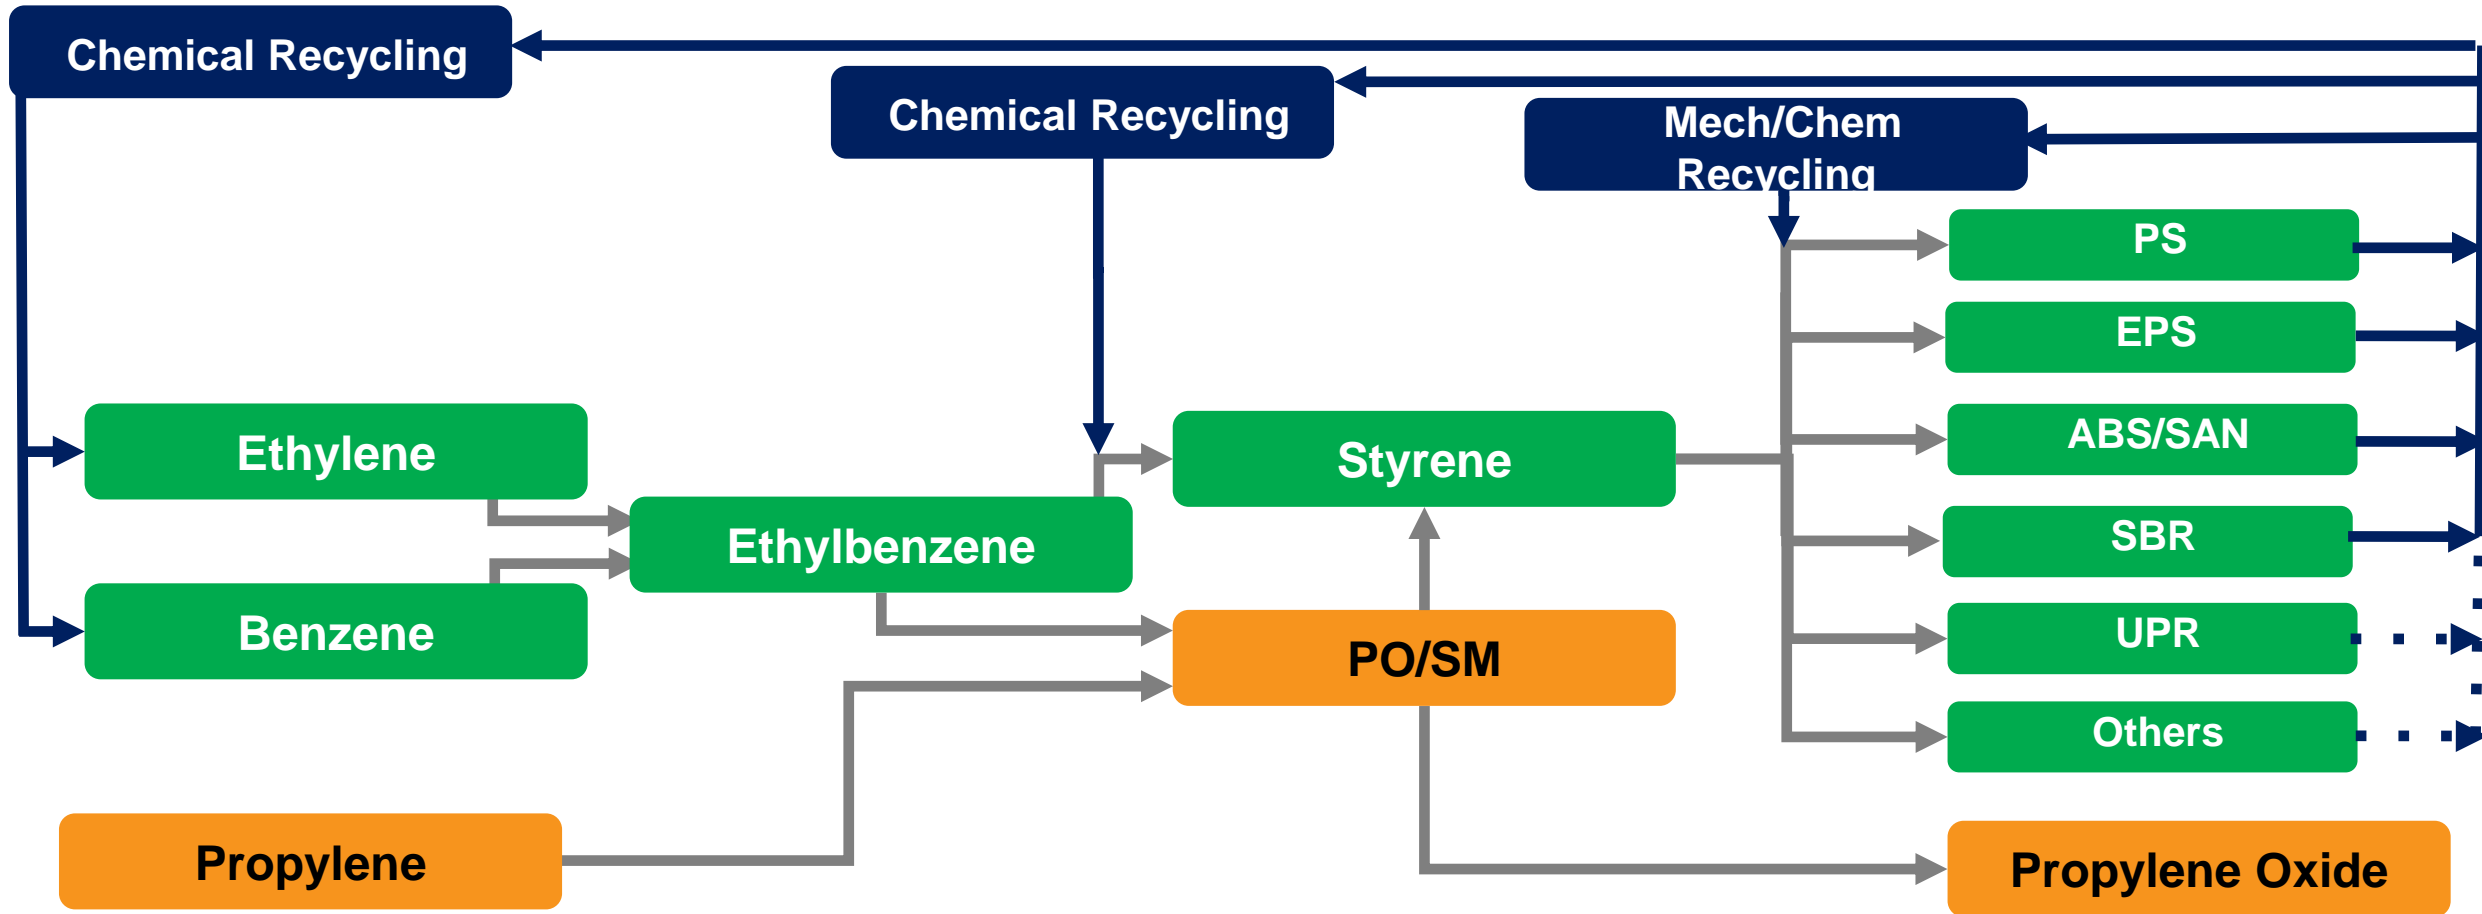 Chemical Recycling
Chemical Recycling
Mech/Chem
Recycling
PS
EPS
Ethylene
Styrene
ABS/SAN
Ethylbenzene
SBR
Benzene
PO/SM
UPR
Others
Propylene
Propylene Oxide